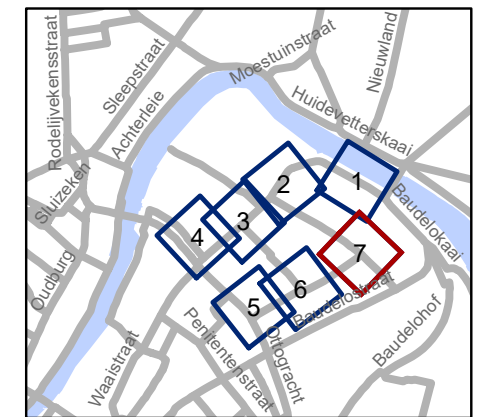 Rodelijvekensstraat
Sleepstraat
Moestuinstraat
Nieuwland
Achterleie
Huidevetterskaai
Sluizeken
Baudelokaai
Oudburg
1
2
3
4
7
6
5
Baudelostraat
Baudelohof
Waaistraat
Penitentenstraat
Ottogracht